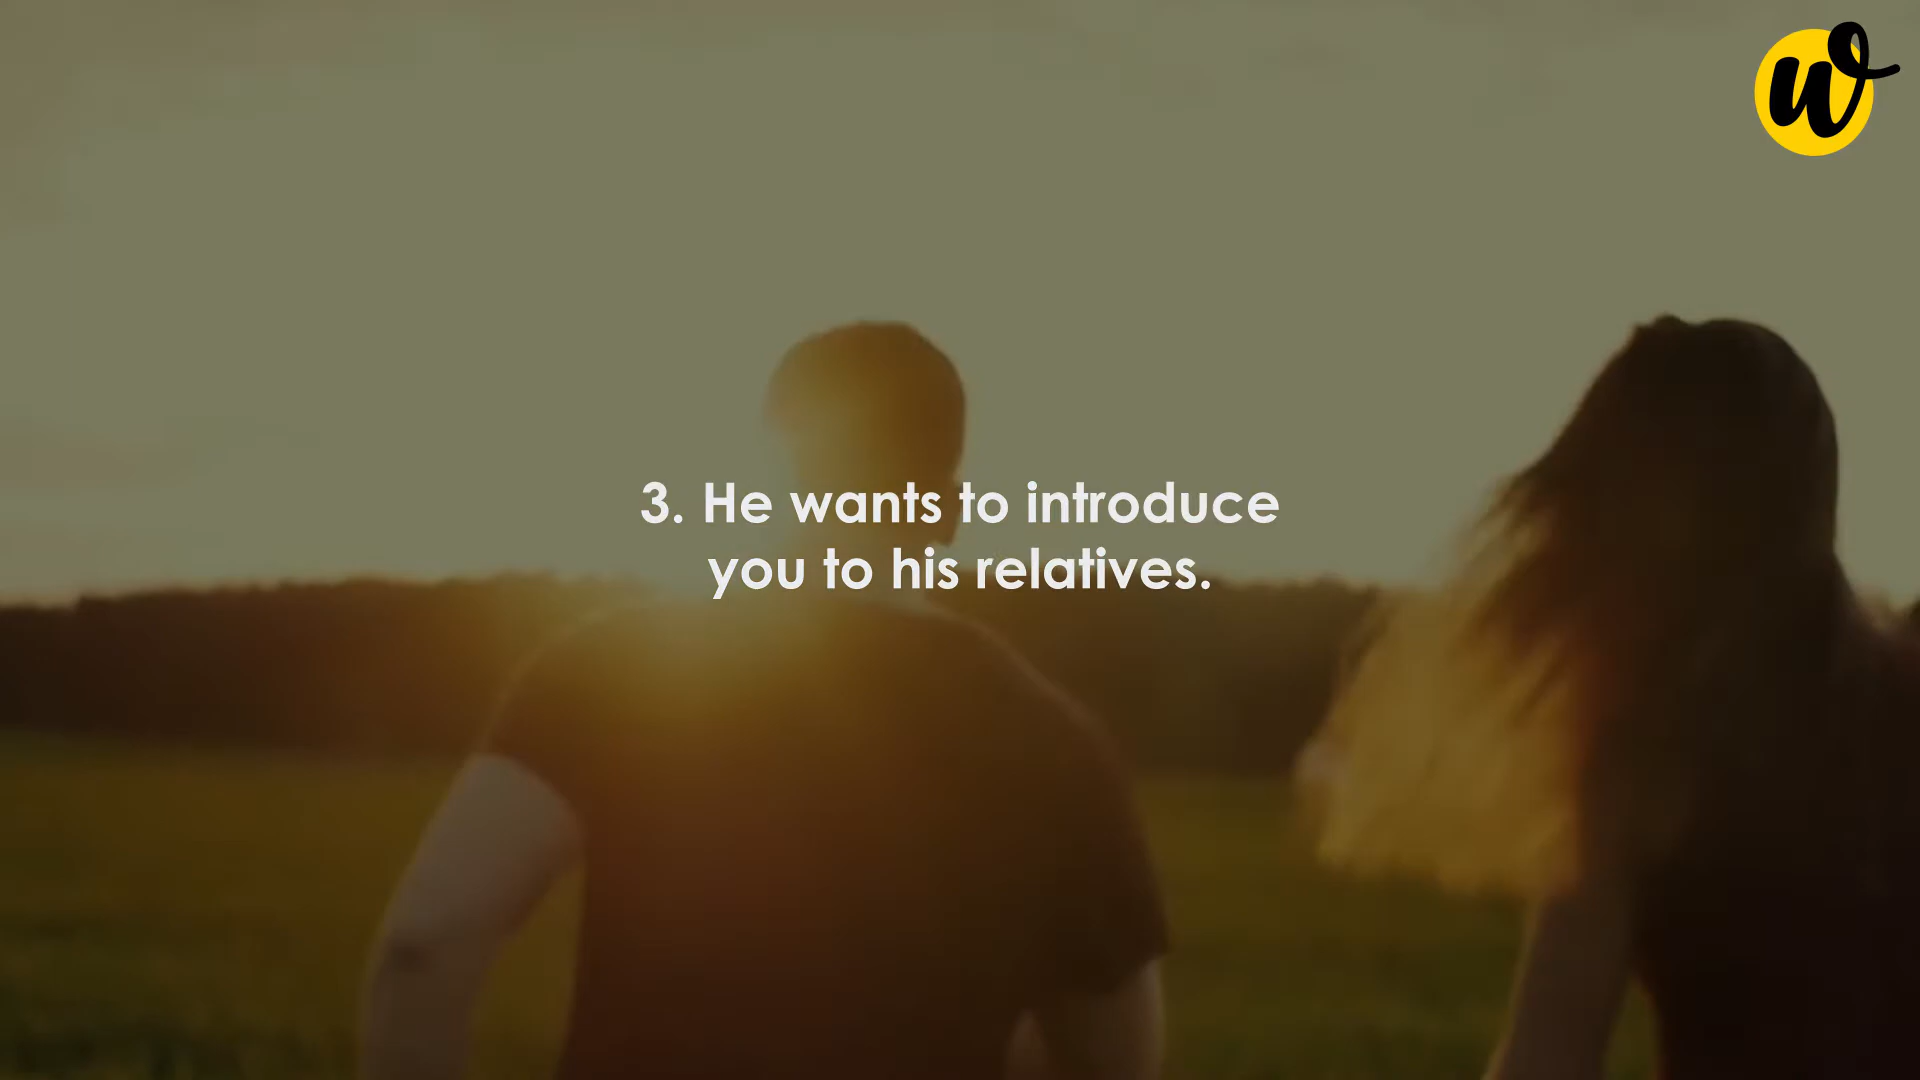 w
3. He wants to introduce
you to his relatives.